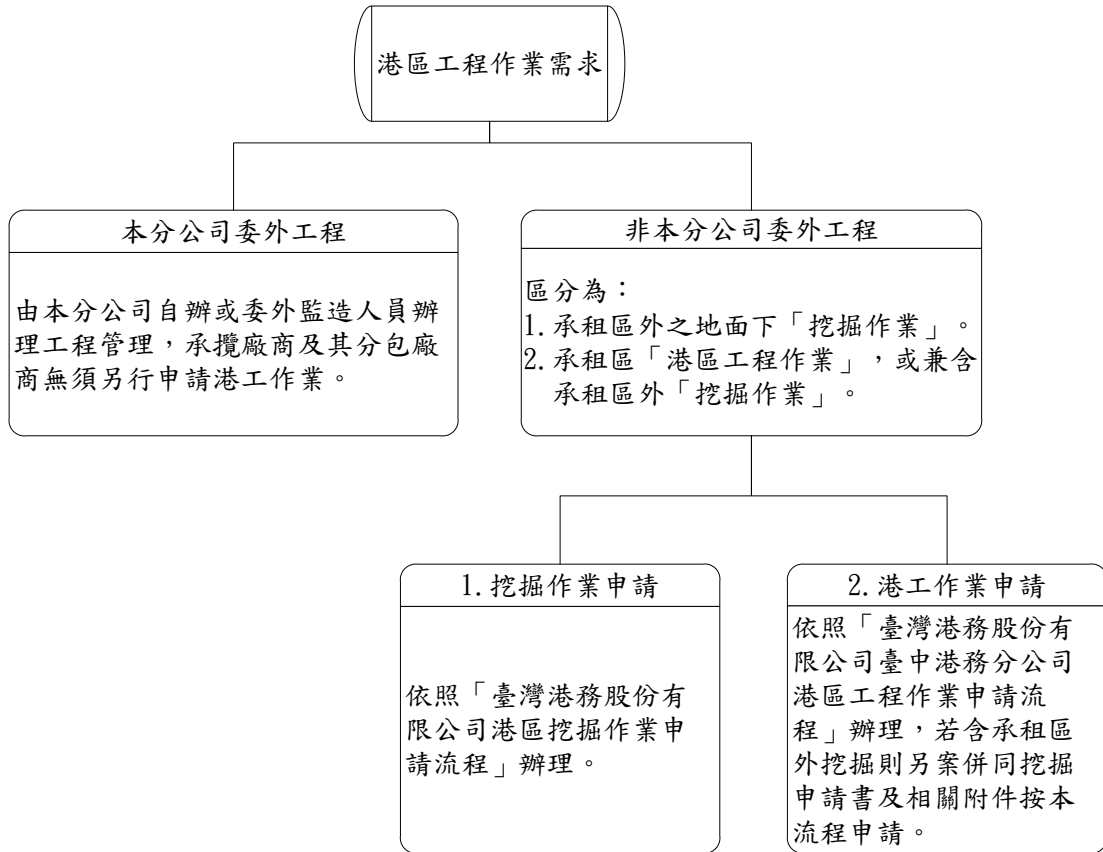 港區工程作業需求
本分公司委外工程
由本分公司自辦或委外監造人員辦
理工程管理，承攬廠商及其分包廠
商無須另行申請港工作業。
非本分公司委外工程
區分為：
1.承租區外之地面下「挖掘作業」。
2.承租區「港區工程作業」，或兼含
承租區外「挖掘作業」。
1.挖掘作業申請
依照「臺灣港務股份有
限公司港區挖掘作業申
請流程」辦理。
2.港工作業申請
依照「臺灣港務股份有
限公司臺中港務分公司
港區工程作業申請流
程」辦理，若含承租區
外挖掘則另案併同挖掘
申請書及相關附件按本
流程申請。